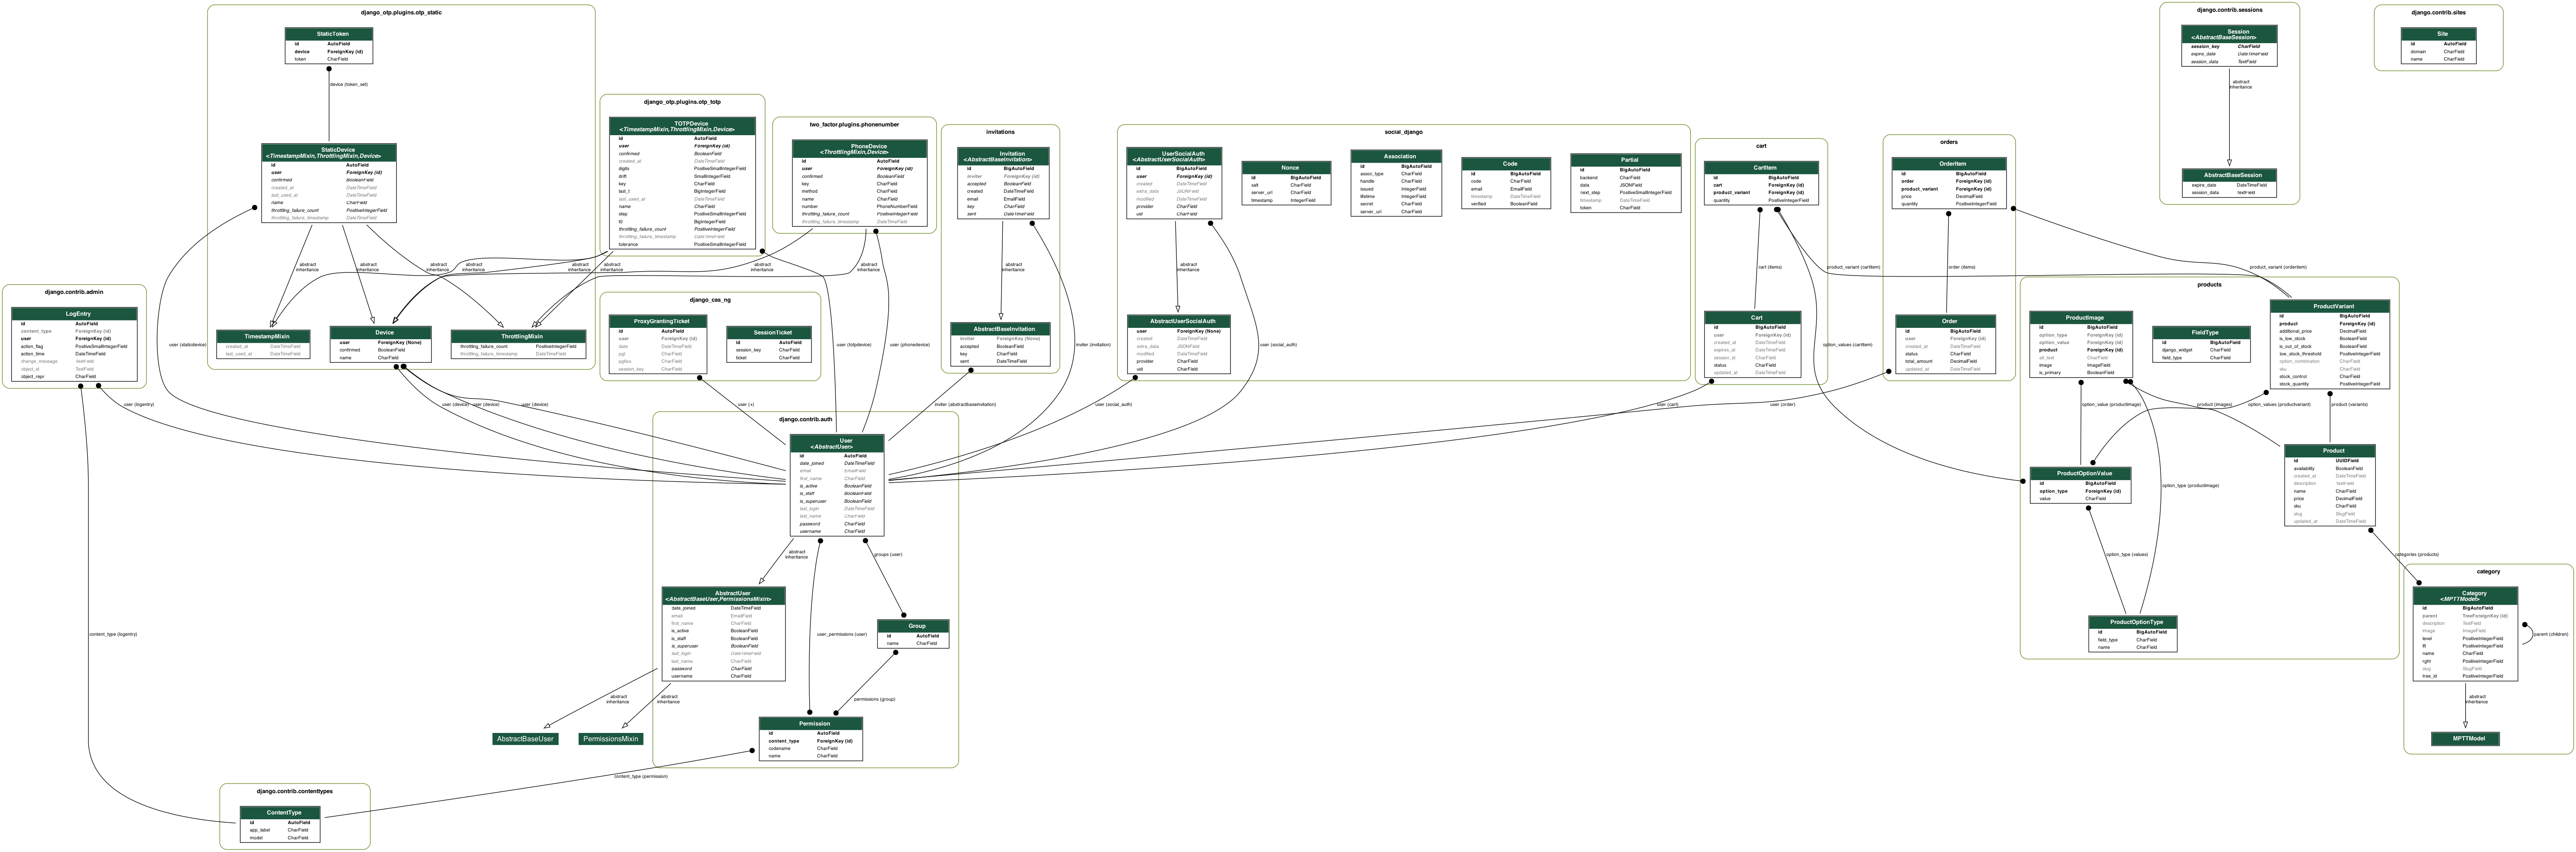 django_otp.plugins.otp_static
StaticToken
id AutoField
device ForeignKey (id)
token CharField
device (token_set)
StaticDevice
<TimestampMixin,ThrottlingMixin,Device>
id AutoField
user ForeignKey (id)
confirmed BooleanField
created_at DateTimeField
last_used_at DateTimeField
name CharField
throttling_failure_count PositiveIntegerField
throttling_failure_timestamp DateTimeField
abstract
inheritance
abstract
inheritance
abstract
inheritance
abstract
inheritance
abstract
inheritance
abstract
inheritance
abstract
inheritance
TimestampMixin
created_at DateTimeField
last_used_at DateTimeField
Device
user ForeignKey (None)
confirmed BooleanField
name CharField
ThrottlingMixin
throttling_failure_count PositiveIntegerField
throttling_failure_timestamp DateTimeField
django_otp.plugins.otp_totp
TOTPDevice
<TimestampMixin,ThrottlingMixin,Device>
id AutoField
user ForeignKey (id)
confirmed BooleanField
created_at DateTimeField
digits PositiveSmallIntegerField
drift SmallIntegerField
key CharField
last_t BigIntegerField
last_used_at DateTimeField
name CharField
step PositiveSmallIntegerField
t0 BigIntegerField
throttling_failure_count PositiveIntegerField
throttling_failure_timestamp DateTimeField
tolerance PositiveSmallIntegerField
two_factor.plugins.phonenumber
PhoneDevice
<ThrottlingMixin,Device>
id AutoField
user ForeignKey (id)
confirmed BooleanField
key CharField
method CharField
name CharField
number PhoneNumberField
throttling_failure_count PositiveIntegerField
throttling_failure_timestamp DateTimeField
abstract
inheritance
invitations
Invitation
<AbstractBaseInvitation>
id BigAutoField
inviter ForeignKey (id)
accepted BooleanField
created DateTimeField
email EmailField
key CharField
sent DateTimeField
abstract
inheritance
AbstractBaseInvitation
inviter ForeignKey (None)
accepted BooleanField
key CharField
sent DateTimeField
social_django
UserSocialAuth
<AbstractUserSocialAuth>
id BigAutoField
user ForeignKey (id)
created DateTimeField
extra_data JSONField
modified DateTimeField
provider CharField
uid CharField
abstract
inheritance
AbstractUserSocialAuth
user ForeignKey (None)
created DateTimeField
extra_data JSONField
modified DateTimeField
provider CharField
uid CharField
Nonce
id BigAutoField
salt CharField
server_url CharField
timestamp IntegerField
Association
id BigAutoField
assoc_type CharField
handle CharField
issued IntegerField
lifetime IntegerField
secret CharField
server_url CharField
Code
id BigAutoField
code CharField
email EmailField
timestamp DateTimeField
verified BooleanField
Partial
id BigAutoField
backend CharField
data JSONField
next_step PositiveSmallIntegerField
timestamp DateTimeField
token CharField
cart
CartItem
id BigAutoField
cart ForeignKey (id)
product_variant ForeignKey (id)
quantity PositiveIntegerField
cart (items)
Cart
id BigAutoField
user ForeignKey (id)
created_at DateTimeField
expires_at DateTimeField
session_id CharField
status CharField
updated_at DateTimeField
product_variant (cartitem)
option_values (cartitem)
orders
OrderItem
id BigAutoField
order ForeignKey (id)
product_variant ForeignKey (id)
price DecimalField
quantity PositiveIntegerField
order (items)
Order
id BigAutoField
user ForeignKey (id)
created_at DateTimeField
status CharField
total_amount DecimalField
updated_at DateTimeField
product_variant (orderitem)
django.contrib.sessions
Session
<AbstractBaseSession>
session_key CharField
expire_date DateTimeField
session_data TextField
abstract
inheritance
AbstractBaseSession
expire_date DateTimeField
session_data TextField
django.contrib.sites
Site
id AutoField
domain CharField
name CharField
products
ProductImage
id BigAutoField
option_type ForeignKey (id)
option_value ForeignKey (id)
product ForeignKey (id)
alt_text CharField
image ImageField
is_primary BooleanField
FieldType
id BigAutoField
django_widget CharField
field_type CharField
ProductVariant
id BigAutoField
product ForeignKey (id)
additional_price DecimalField
is_low_stock BooleanField
is_out_of_stock BooleanField
low_stock_threshold PositiveIntegerField
option_combination CharField
sku CharField
stock_control CharField
stock_quantity PositiveIntegerField
option_value (productimage)
product (images)
option_values (productvariant)
product (variants)
Product
id UUIDField
availability BooleanField
created_at DateTimeField
description TextField
name CharField
price DecimalField
sku CharField
slug SlugField
updated_at DateTimeField
ProductOptionValue
id BigAutoField
option_type ForeignKey (id)
value CharField
option_type (productimage)
option_type (values)
ProductOptionType
id BigAutoField
field_type CharField
name CharField
categories (products)
category
Category
<MPTTModel>
id BigAutoField
parent TreeForeignKey (id)
description TextField
image ImageField
level PositiveIntegerField
lft PositiveIntegerField
name CharField
rght PositiveIntegerField
slug SlugField
tree_id PositiveIntegerField
parent (children)
abstract
inheritance
MPTTModel
django.contrib.admin
LogEntry
id AutoField
content_type ForeignKey (id)
user ForeignKey (id)
action_flag PositiveSmallIntegerField
action_time DateTimeField
change_message TextField
object_id TextField
object_repr CharField
django_cas_ng
ProxyGrantingTicket
id AutoField
user ForeignKey (id)
date DateTimeField
pgt CharField
pgtiou CharField
session_key CharField
SessionTicket
id AutoField
session_key CharField
ticket CharField
user (staticdevice)
user (totpdevice)
user (phonedevice)
inviter (invitation)
user (social_auth)
user (logentry)
user (device)
user (device)
user (device)
user (+)
inviter (abstractbaseinvitation)
user (social_auth)
user (cart)
user (order)
django.contrib.auth
User
<AbstractUser>
id AutoField
date_joined DateTimeField
email EmailField
first_name CharField
is_active BooleanField
is_staff BooleanField
is_superuser BooleanField
last_login DateTimeField
last_name CharField
password CharField
username CharField
abstract
inheritance
groups (user)
AbstractUser
<AbstractBaseUser,PermissionsMixin>
date_joined DateTimeField
email EmailField
first_name CharField
is_active BooleanField
is_staff BooleanField
is_superuser BooleanField
last_login DateTimeField
last_name CharField
password CharField
username CharField
user_permissions (user)
Group
id AutoField
name CharField
permissions (group)
abstract
inheritance
abstract
inheritance
AbstractBaseUser
PermissionsMixin
Permission
id AutoField
content_type ForeignKey (id)
codename CharField
name CharField
content_type (logentry)
content_type (permission)
django.contrib.contenttypes
ContentType
id AutoField
app_label CharField
model CharField